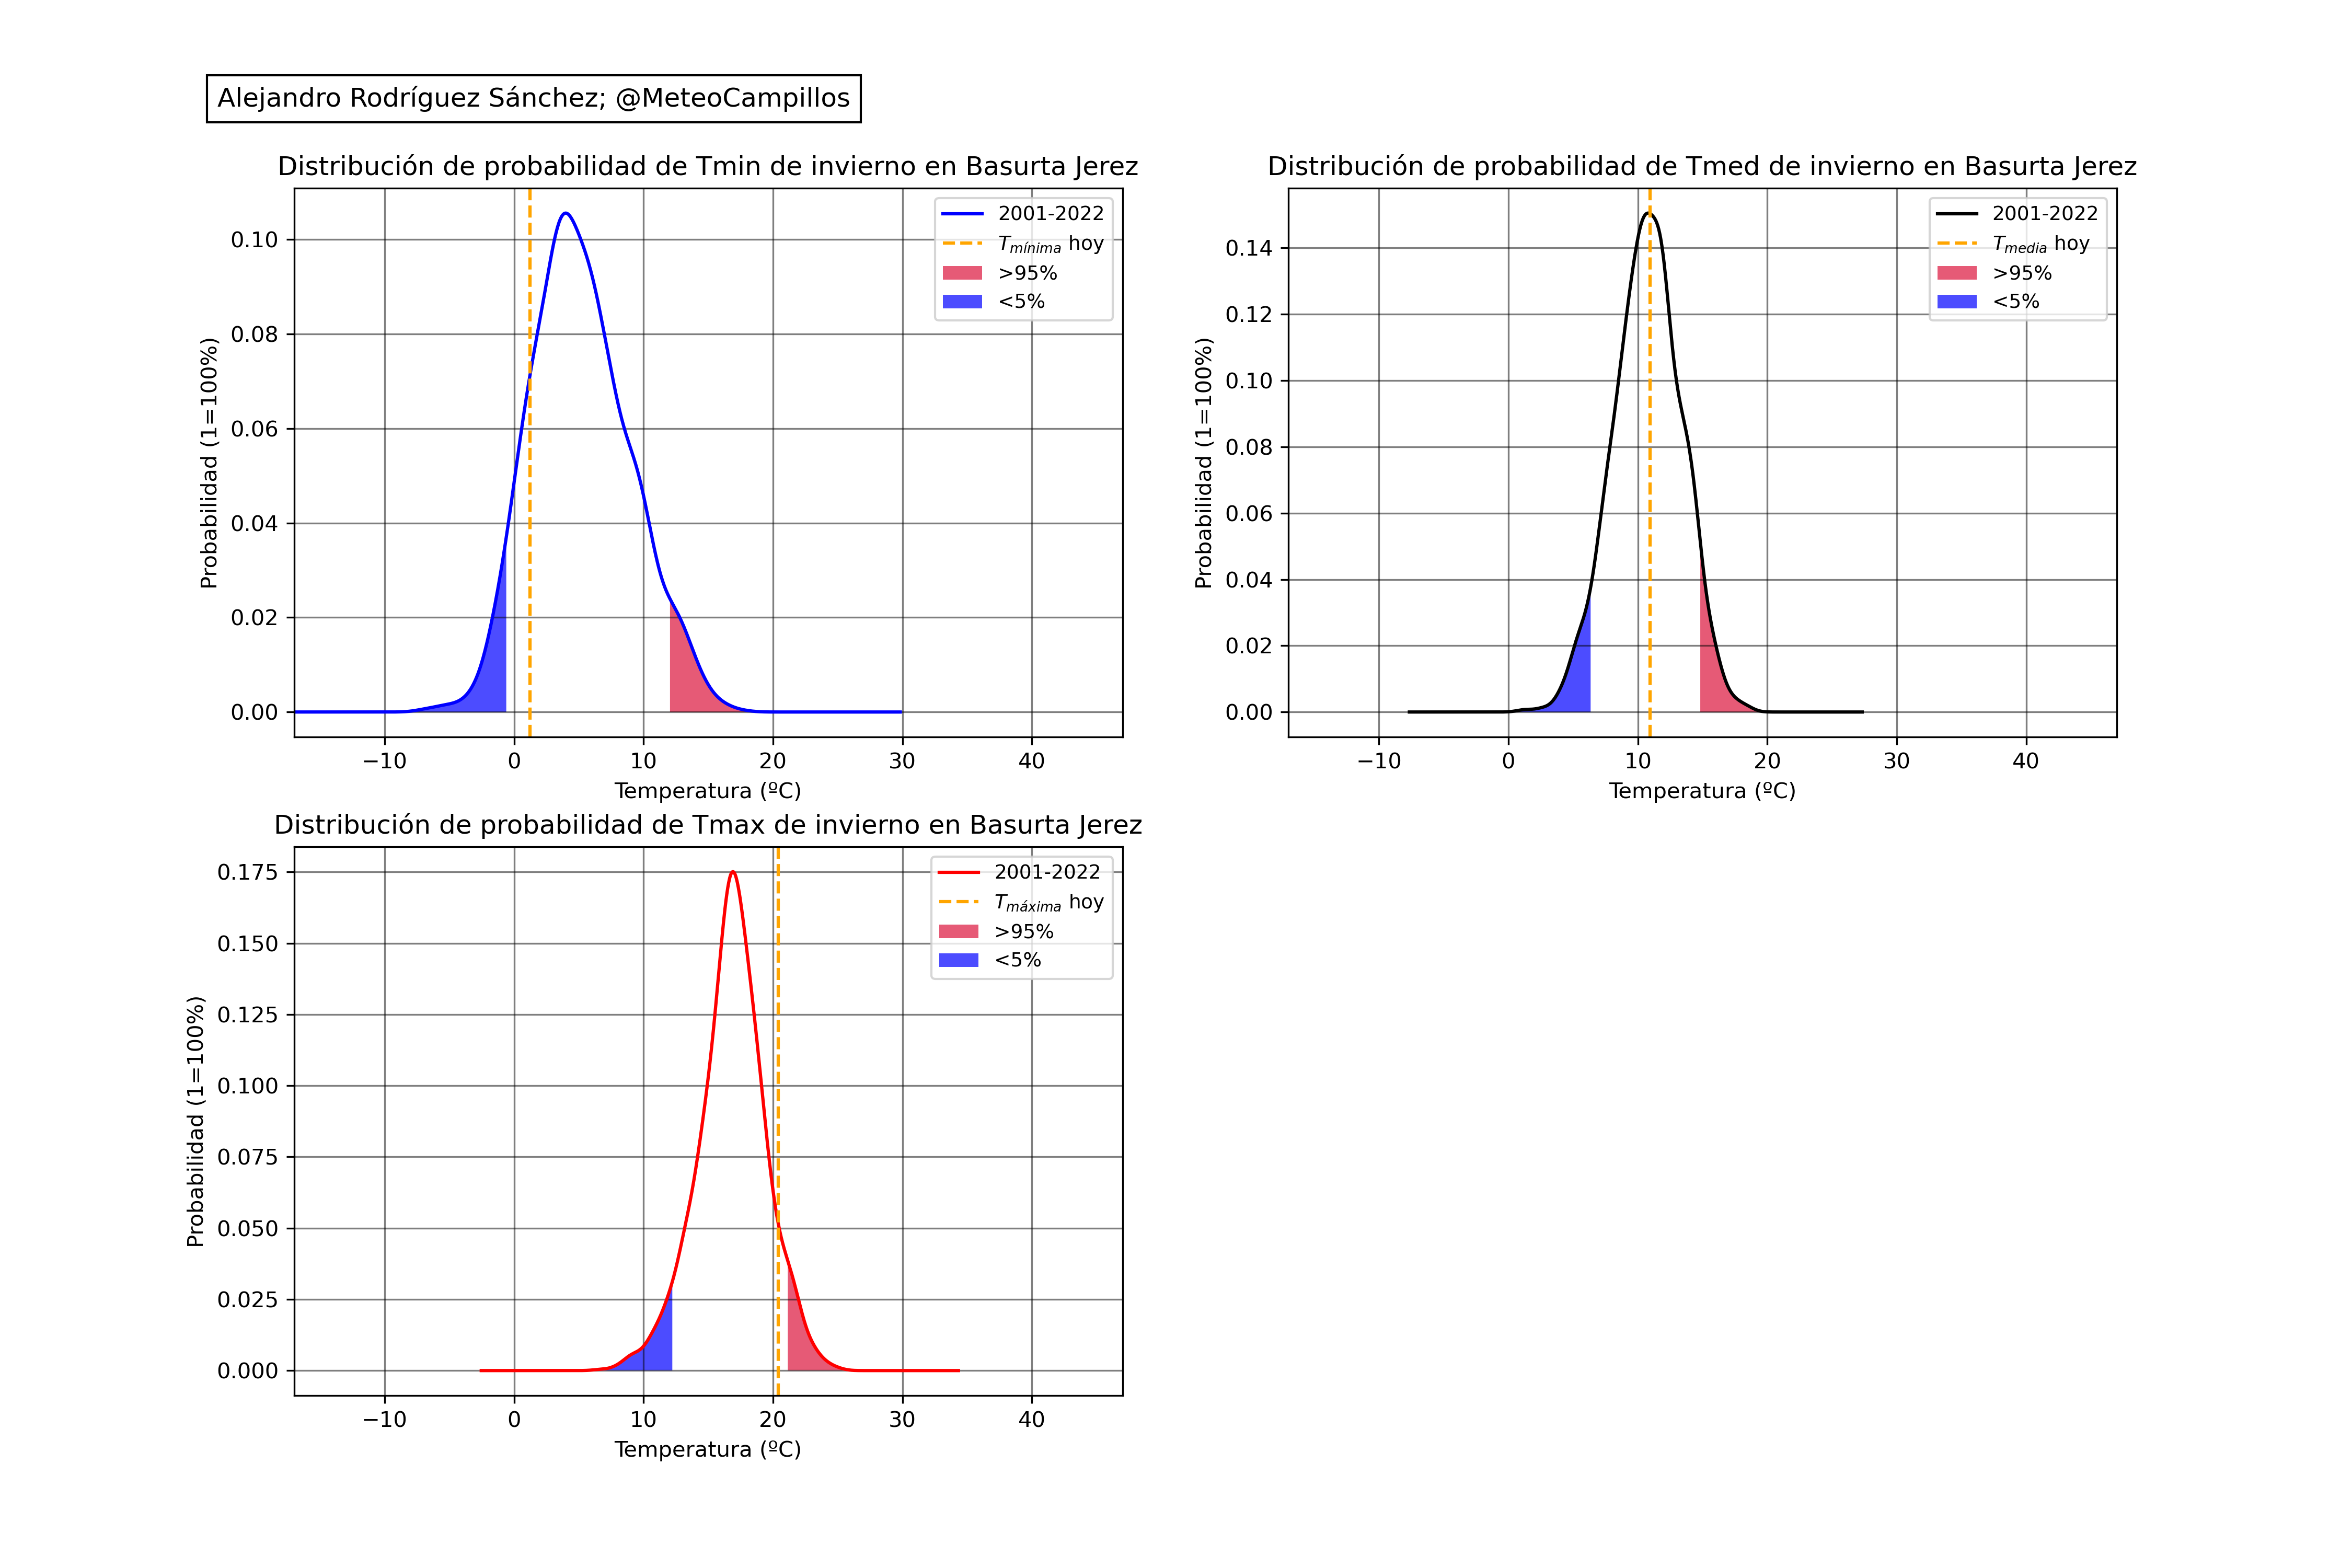 Alejandro Rodríguez Sánchez; @MeteoCampillos
Distribución de probabilidad de Tmin de invierno en Basurta Jerez
Probabilidad (1=100%)
0.10
0.08
0.06
0.04
0.02
0.00
−10 0 10 20 30 40
Temperatura (ºC)
2001-2022
Tmínima hoy
>95%
<5%
Distribución de probabilidad de Tmed de invierno en Basurta Jerez
Probabilidad (1=100%)
0.14
0.12
0.10
0.08
0.06
0.04
0.02
0.00
−10 0 10 20 30 40
Temperatura (ºC)
2001-2022
Tmedia hoy
>95%
<5%
Distribución de probabilidad de Tmax de invierno en Basurta Jerez
Probabilidad (1=100%)
0.175
0.150
0.125
0.100
0.075
0.050
0.025
0.000
−10 0 10 20 30 40
Temperatura (ºC)
2001-2022
Tmáxima hoy
>95%
<5%